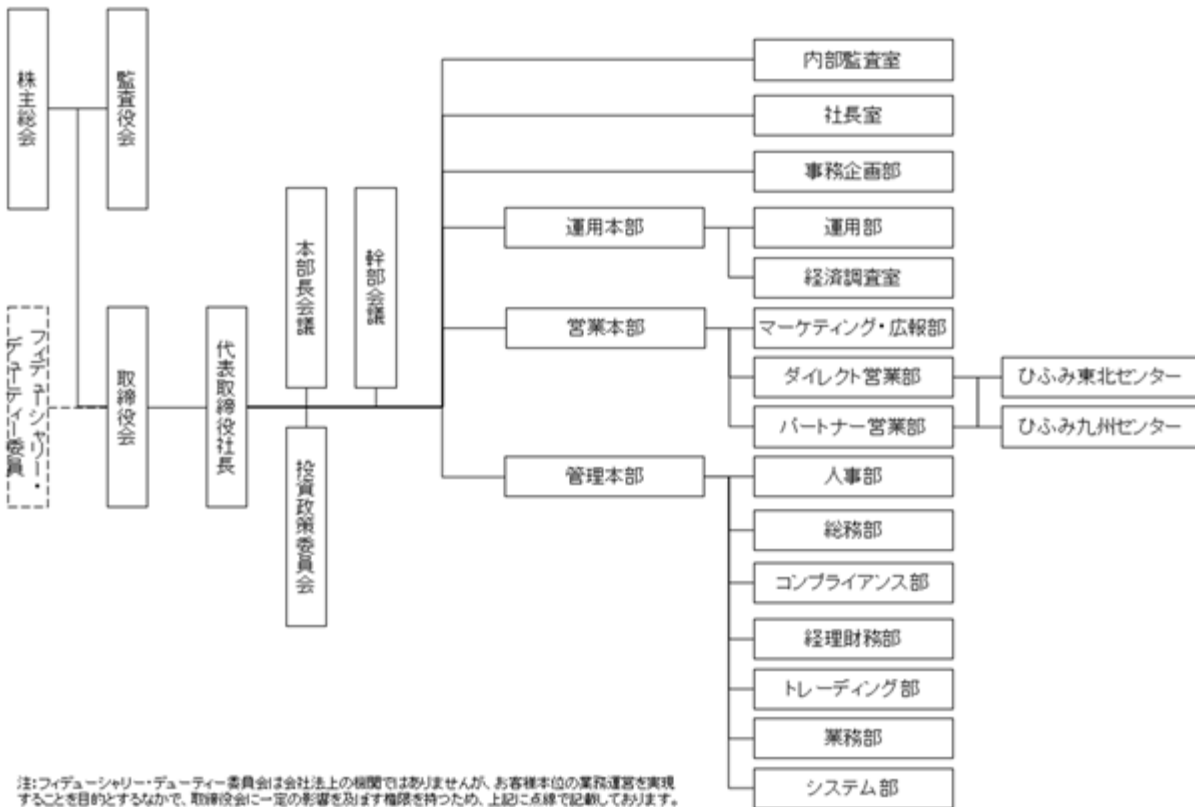 株主総会
監査役会
フィデューシャリー・
デューティー委員
取締役会
代表取締役社長
本部長会議
幹部会議
投資政策委員会
内部監査室
社長室
事務企画部
運用本部
運用部
経済調査室
営業本部
マーケティング・広報部
ダイレクト営業部
ひふみ東北センター
パートナー営業部
ひふみ九州センター
管理本部
人事部
総務部
コンプライアンス部
経理財務部
トレーディング部
業務部
システム部
注:フィデューシャリー・デューティー委員会は会社法上の機関ではありませんが、お客様本位の業務運営を実現
することを目的とするなかで、取締役会に一定の影響を及ぼす権限を持つため、上記に点線で記載しております。